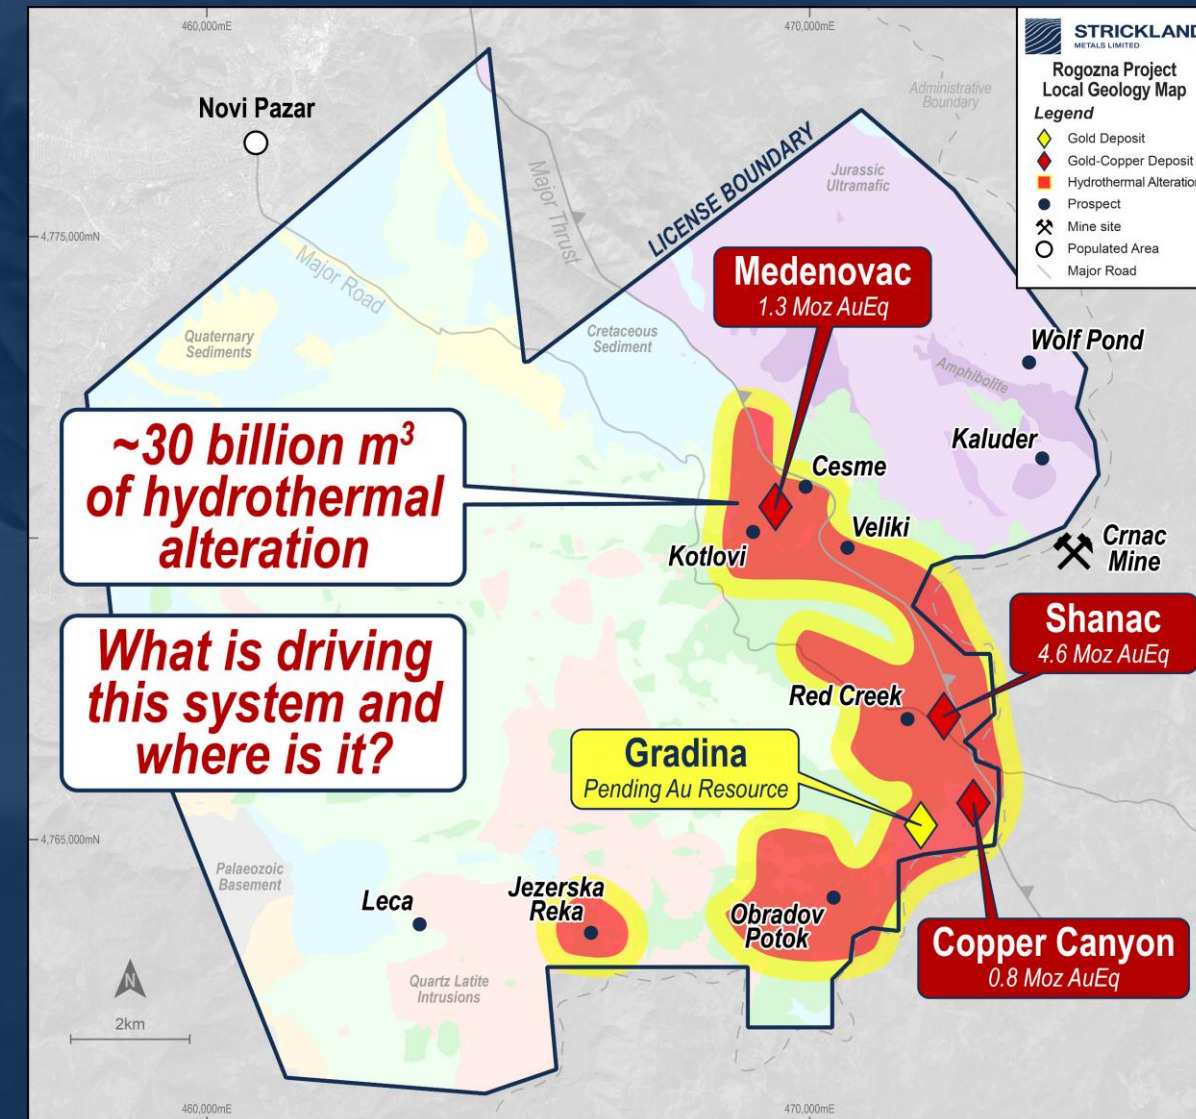 460,000mE
470,000mE
STRICKLAND
METALS LIMITED
Rogozna Project
Local Geology Map
Legend
Gold Deposit
Gold-Copper Deposit
Hydrothermal Alteration
Prospect
Mine site
Populated Area
Major Road
Administrative
Boundary
Novi Pazar
Major Thrust
LICENSE BOUNDARY
Jurassic
Ultramafic
4,775,000mN
Major Road
Medenovac
1.3 Moz AuEq
Quaternary
Sediments
Cretaceous
Sediment
Wolf Pond
Amphibolite
~30 billion m³
of hydrothermal
alteration
Kaluder
Cesme
Veliki
Kotlovi
Crnac
Mine
What is driving
this system and
where is it?
Shanac
4.6 Moz AuEq
Red Creek
Gradina
Pending Au Resource
4,765,000mN
Palaeozoic
Basement
Leca
Jezerska
Reka
Obradov
Potok
Copper Canyon
0.8 Moz AuEq
Quartz Latite
Intrusions
N
2km
460,000mE
470,000mE